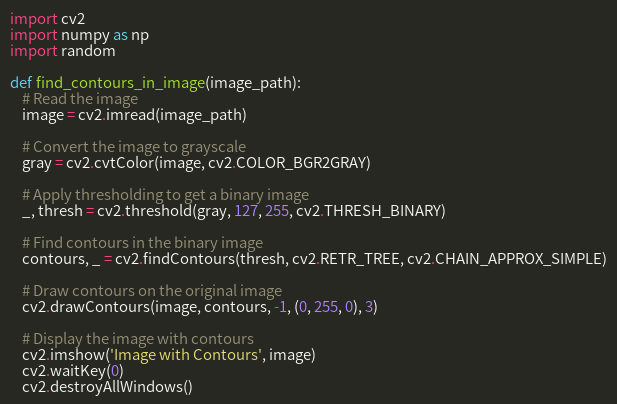 import cv2
import numpy as np
import random

def find_contours_in_image(image_path):
    # Read the image
    image = cv2.imread(image_path)

    # Convert the image to grayscale
    gray = cv2.cvtColor(image, cv2.COLOR_BGR2GRAY)

    # Apply thresholding to get a binary image
    _, thresh = cv2.threshold(gray, 127, 255, cv2.THRESH_BINARY)

    # Find contours in the binary image
    contours, _ = cv2.findContours(thresh, cv2.RETR_TREE, cv2.CHAIN_APPROX_SIMPLE)

    # Draw contours on the original image
    cv2.drawContours(image, contours, -1, (0, 255, 0), 3)

    # Display the image with contours
    cv2.imshow('Image with Contours', image)
    cv2.waitKey(0)
    cv2.destroyAllWindows()